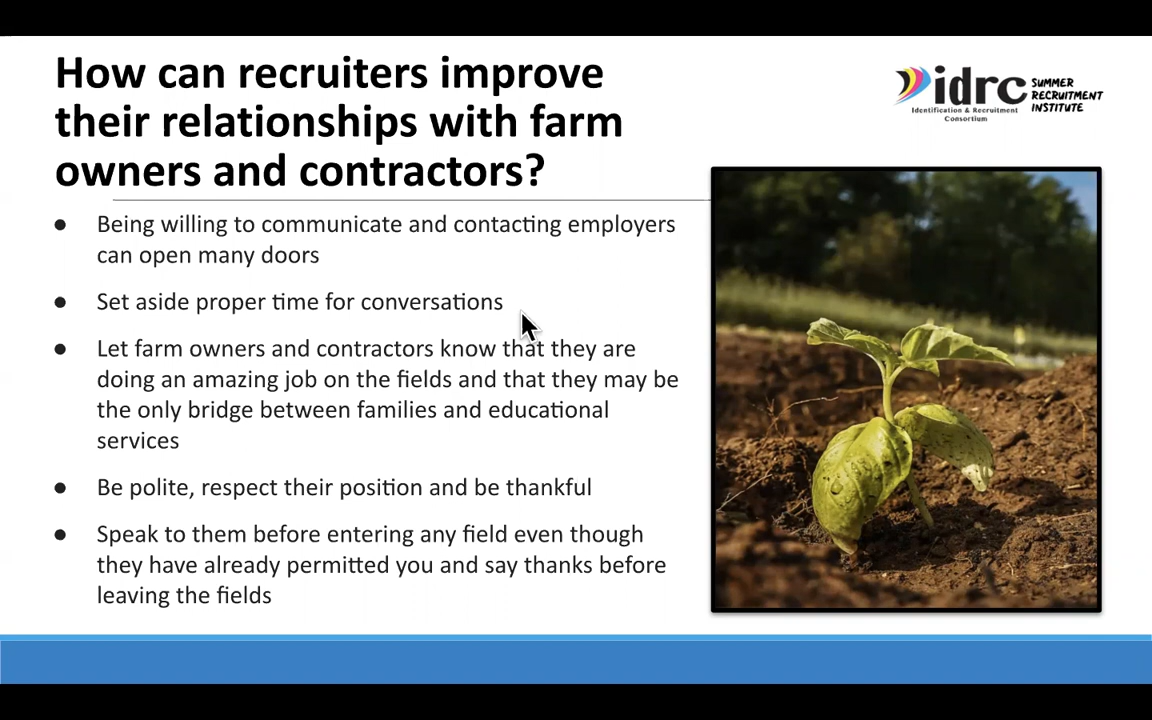 How can recruiters improve
their relationships with farm
owners and contractors?
idrc
Identification & Recruitment
Consortium
SUMMER
RECRUITMENT
INSTITUTE
● Being willing to communicate and contacting employers
can open many doors
● Set aside proper time for conversations
● Let farm owners and contractors know that they are
doing an amazing job on the fields and that they may be
the only bridge between families and educational
services
● Be polite, respect their position and be thankful
● Speak to them before entering any field even though
they have already permitted you and say thanks before
leaving the fields